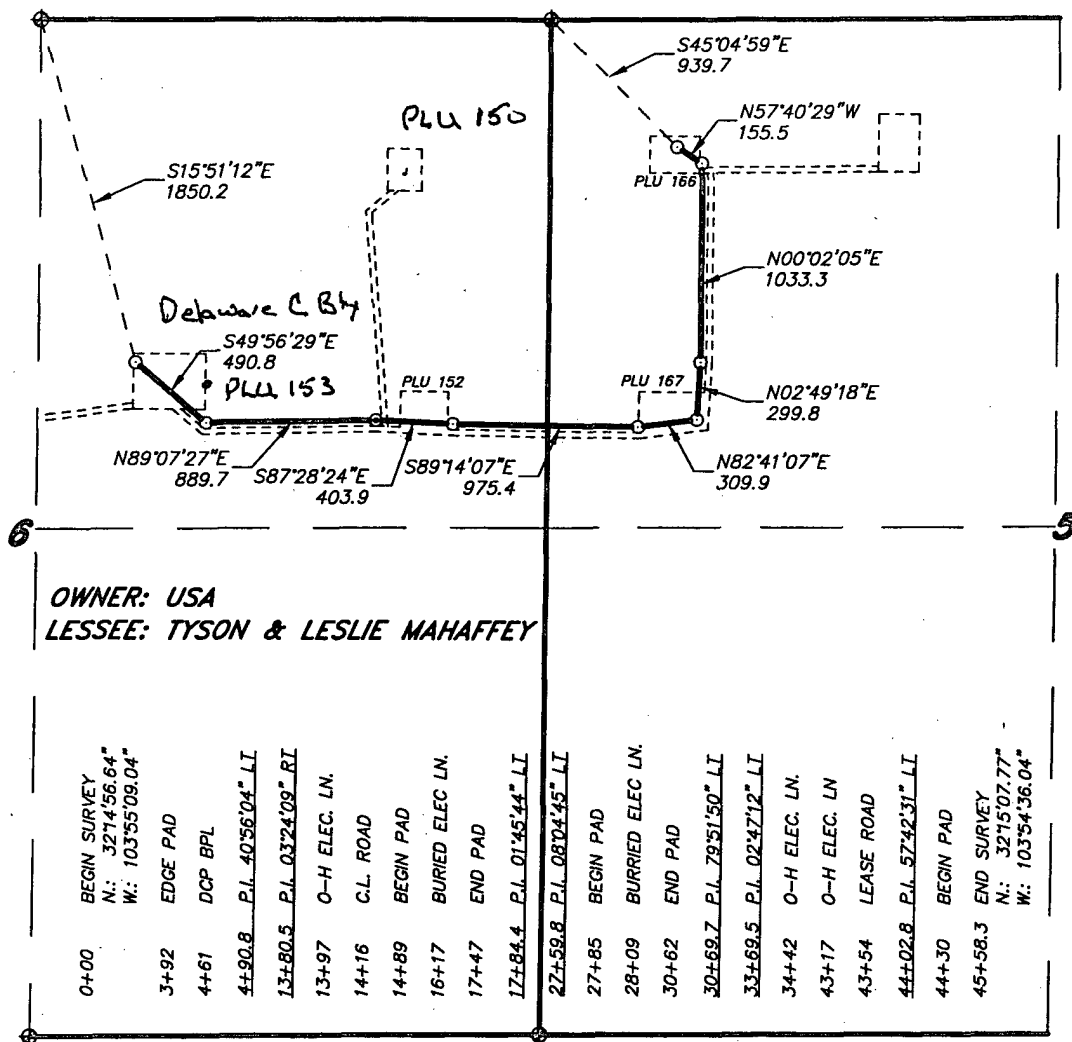 S45°04'59"E
939.7
N57°40'29"W
155.5
PLU 150
S15°51'12"E
1850.2
PLU 166
N00°02'05"E
1033.3
Delaware C Bty
S49°56'29"E
490.8
PLU 153
PLU 152
PLU 167
N02°49'18"E
299.8
N89°07'27"E
889.7
S87°28'24"E
403.9
S89°14'07"E
975.4
N82°41'07"E
309.9
6
5
OWNER: USA
LESSEE: TYSON & LESLIE MAHAFFEY
0+00 BEGIN SURVEY
N.: 32°14'56.64"
W.: 103°55'09.04"
3+92 EDGE PAD
4+61 DCP BPL
4+90.8 P.I. 40°56'04" LT
13+80.5 P.I. 03°24'09" RT
13+97 O-H ELEC. LN.
14+16 C.L. ROAD
14+89 BEGIN PAD
16+17 BURIED ELEC LN.
17+47 END PAD
17+84.4 P.I. 01°45'44" LT
27+59.8 P.I. 08°04'45" LT
27+85 BEGIN PAD
28+09 BURRIED ELEC LN.
30+62 END PAD
30+69.7 P.I. 79°51'50" LT
33+69.5 P.I. 02°47'12" LT
34+42 O-H ELEC. LN.
43+17 O-H ELEC. LN
43+54 LEASE ROAD
44+02.8 P.I. 57°42'31" LT
44+30 BEGIN PAD
45+58.3 END SURVEY
N.: 32°15'07.77"
W.: 103°54'36.04"